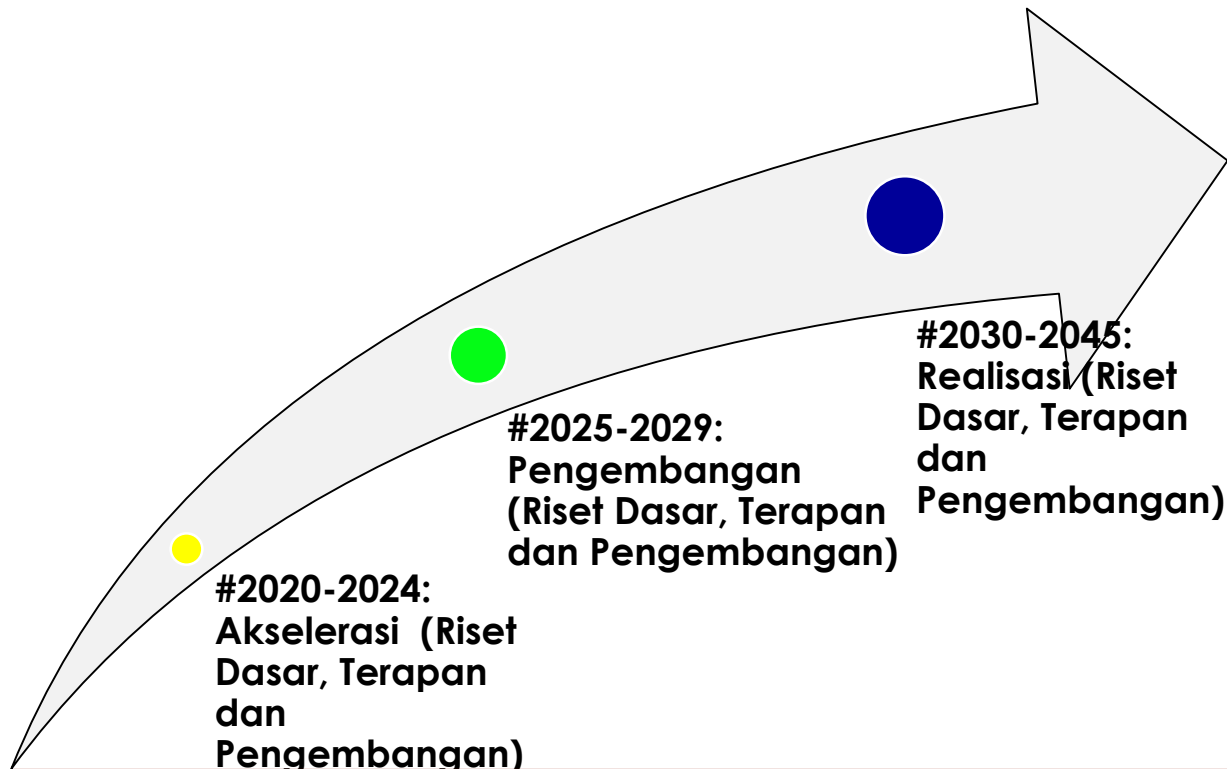 #2030-2045:
Realisasi (Riset
Dasar, Terapan
dan
Pengembangan)
#2025-2029:
Pengembangan
(Riset Dasar, Terapan
dan Pengembangan)
#2020-2024:
Akselerasi  (Riset
Dasar, Terapan
dan
Pengembangan)